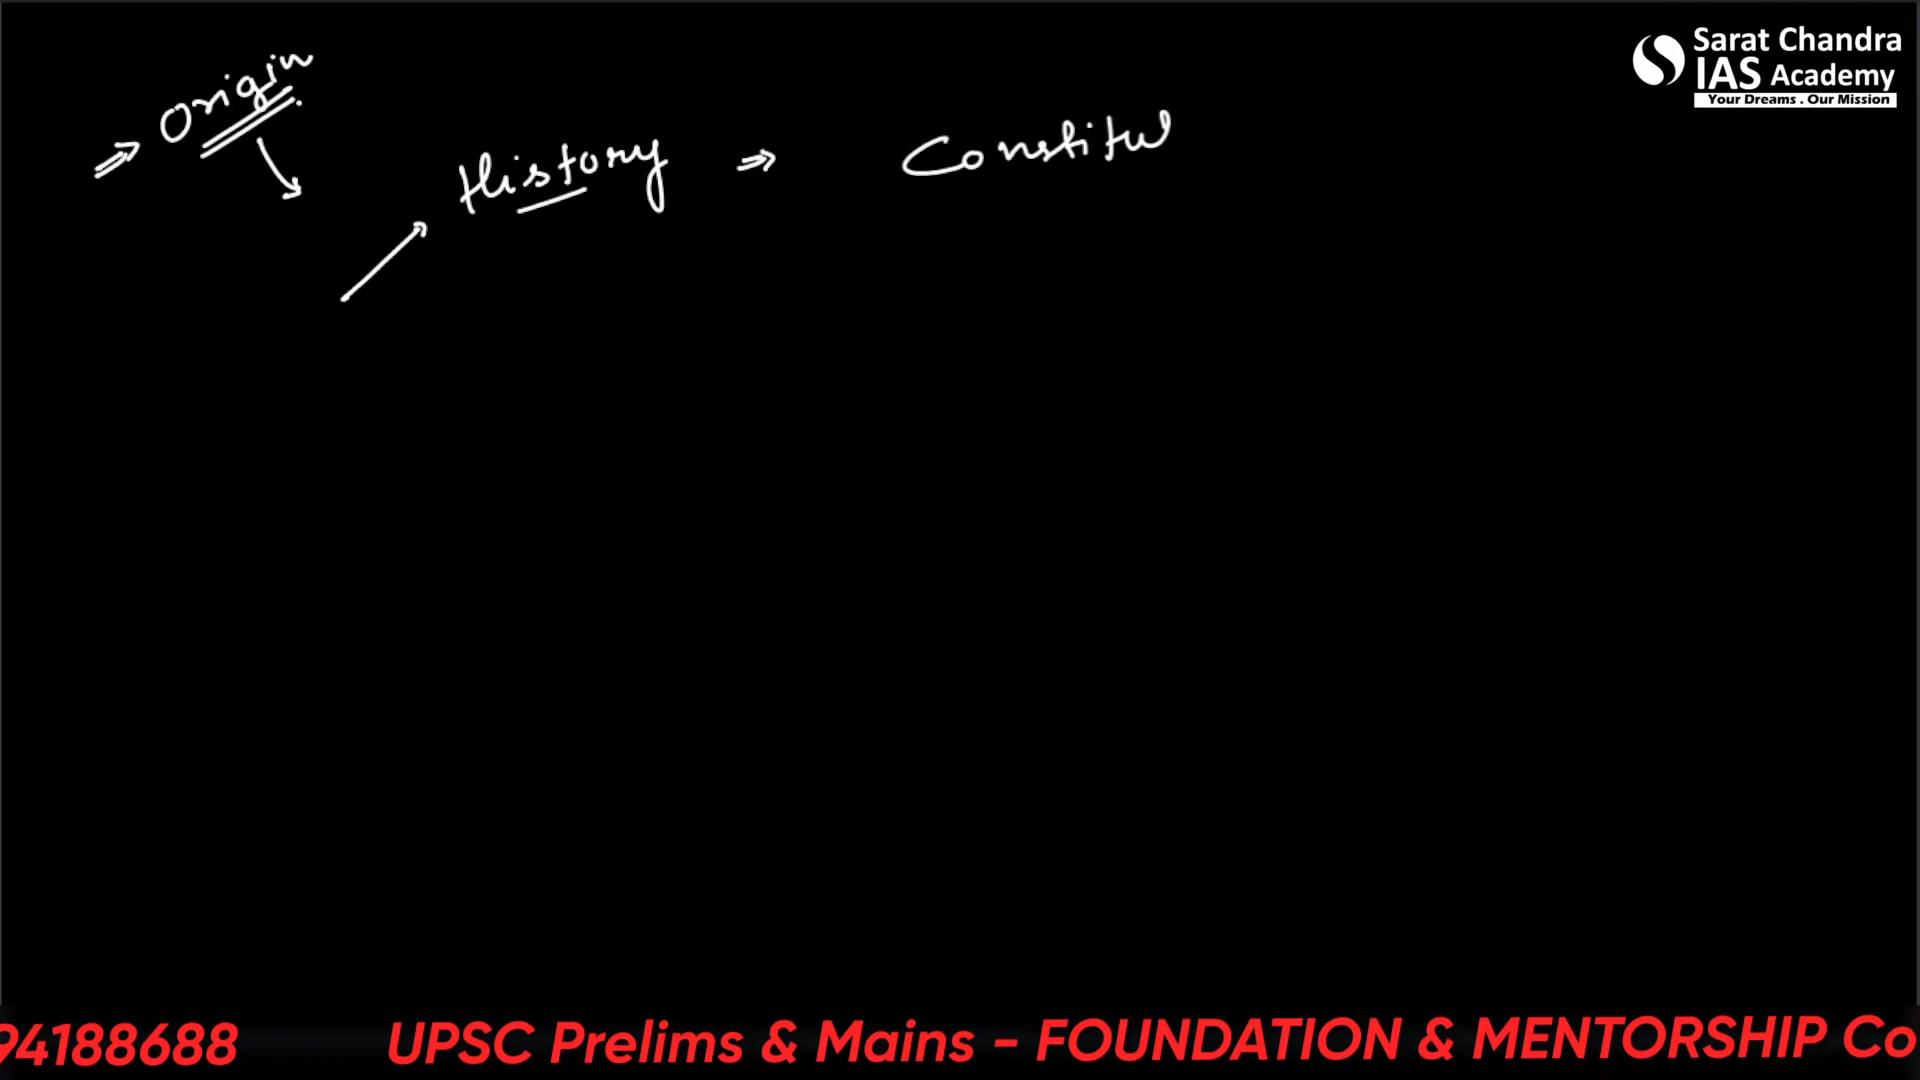 ⇒ Origin
History ⇒ Constitu
Sarat Chandra
IAS Academy
Your Dreams . Our Mission
94188688 UPSC Prelims & Mains - FOUNDATION & MENTORSHIP Co